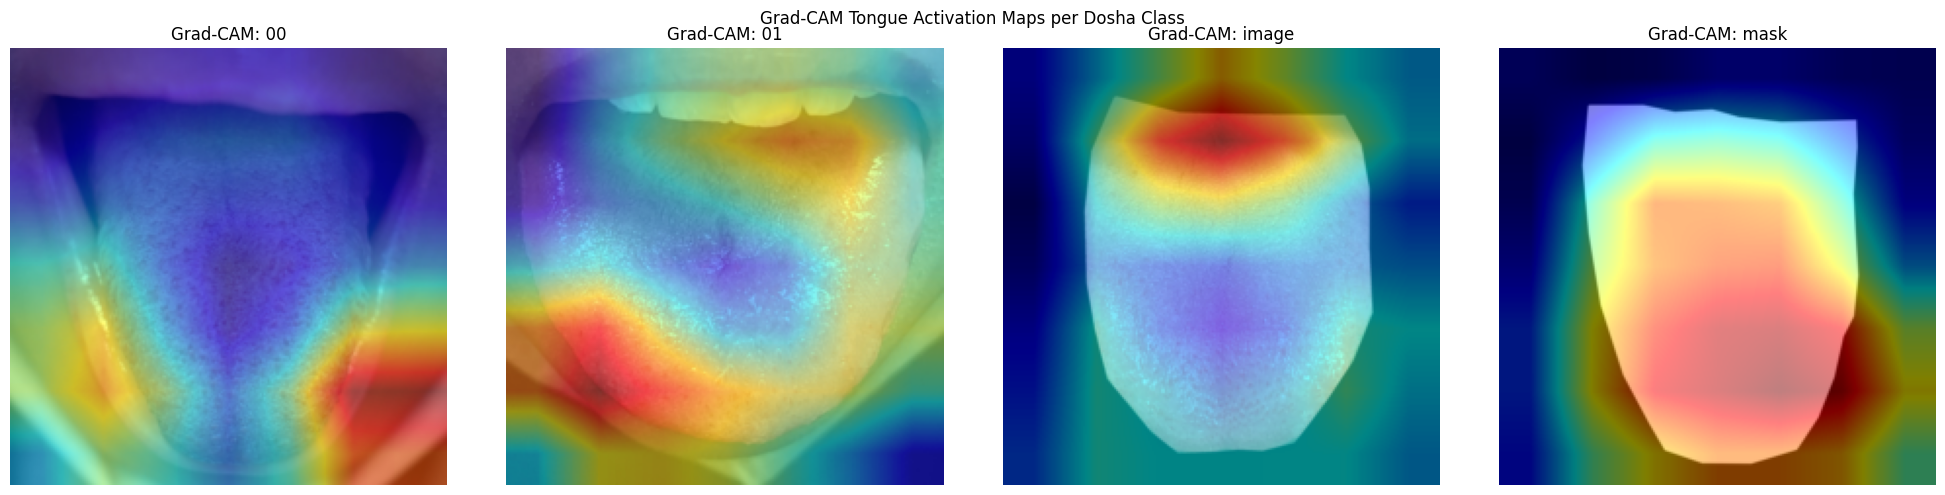 Grad-CAM Tongue Activation Maps per Dosha Class
Grad-CAM: 00
Grad-CAM: 01
Grad-CAM: image
Grad-CAM: mask